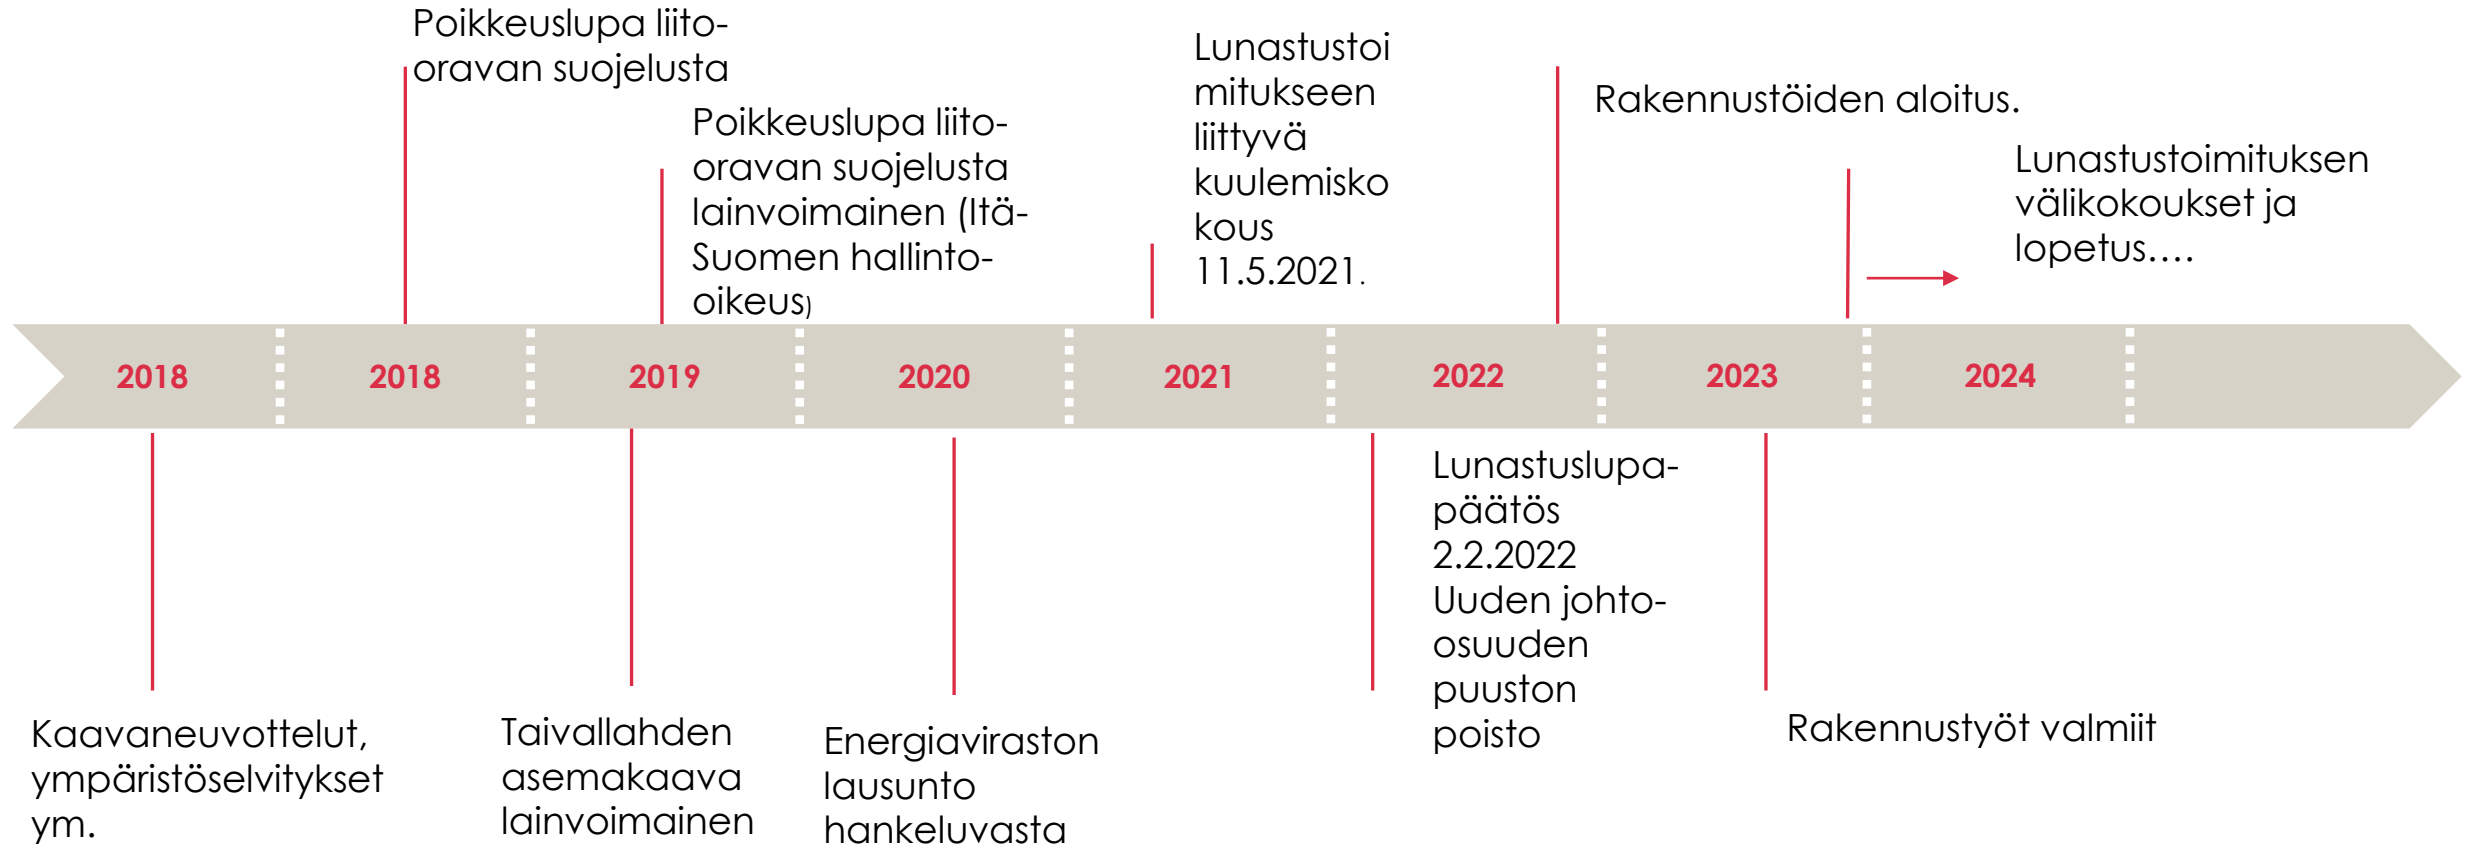 Poikkeuslupa liito-
oravan suojelusta
Poikkeuslupa liito-
oravan suojelusta
lainvoimainen (Itä-
Suomen hallinto-
oikeus)
Lunastustoi
mitukseen
liittyvä
kuulemisko
kous
11.5.2021.
Rakennustöiden aloitus.
Lunastustoimituksen
välikokoukset ja
lopetus....
2018
2018
2019
2020
2021
2022
2023
2024
Kaavaneuvottelut,
ympäristöselvitykset
ym.
Taivallahden
asemakaava
lainvoimainen
Energiaviraston
lausunto
hankeluvasta
Lunastuslupa-
päätös
2.2.2022
Uuden johto-
osuuden
puuston
poisto
Rakennustyöt valmiit